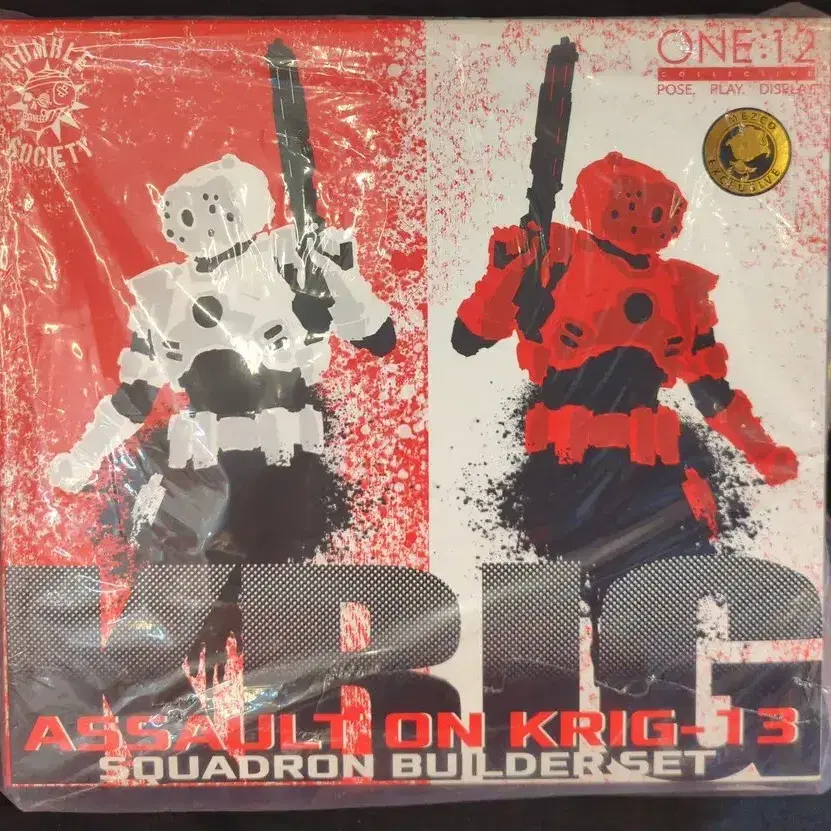 RUMBLE
SOCIETY
ONE:12
COLLECTIVE
POSE. PLAY. DISPLAY.
MEZCO
EXCLUSIVE
KRIG
ASSAULT ON KRIG-13
SQUADRON BUILDER SET